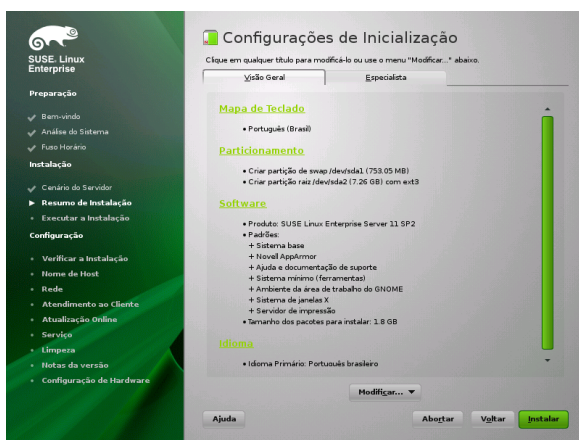 SUSE Linux
Enterprise
Preparação
Bem-vindo
Análise do Sistema
Fuso Horário
Instalação
Cenário do Servidor
Resumo de Instalação
Executar a Instalação
Configuração
Verificar a Instalação
Nome de Host
Rede
Atendimento ao Cliente
Atualização Online
Serviço
Limpeza
Notas da versão
Configuração de Hardware
Configurações de Inicialização
Clique em qualquer título para modificá-lo ou use o menu "Modificar..." abaixo.
Visão Geral
Especialista
Mapa de Teclado
• Português (Brasil)
Particionamento
• Criar partição de swap /dev/sda1 (753.05 MB)
• Criar partição raiz /dev/sda2 (7.26 GB) com ext3
Software
• Produto: SUSE Linux Enterprise Server 11 SP2
• Padrões:
+ Sistema base
+ Novell AppArmor
+ Ajuda e documentação de suporte
+ Sistema mínimo (ferramentas)
+ Ambiente da área de trabalho do GNOME
+ Sistema de janelas X
+ Servidor de impressão
• Tamanho dos pacotes para instalar: 1.8 GB
Idioma
• Idioma Primário: Português brasileiro
Modificar...
Ajuda
Abortar
Voltar
Instalar